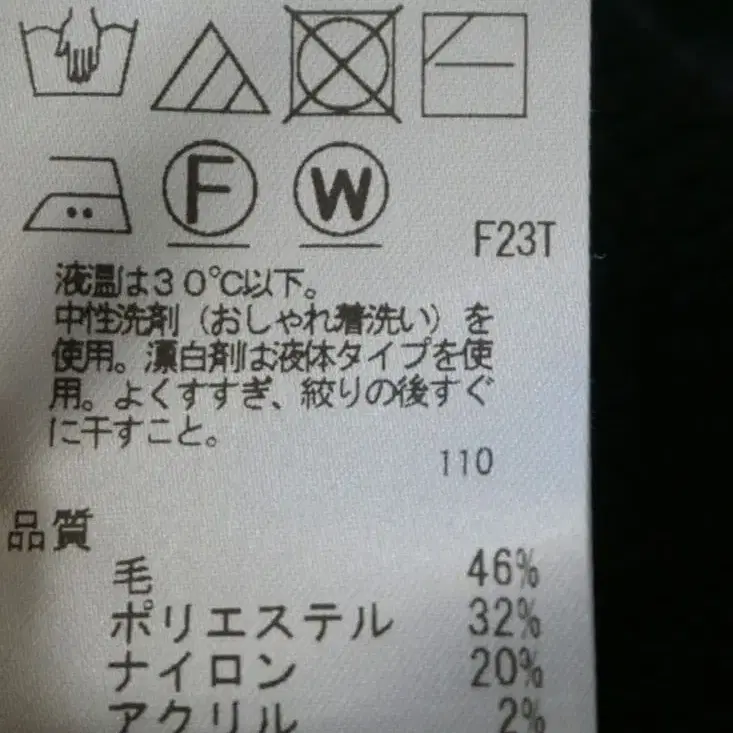 F W
F23T
液温は30℃以下。
中性洗剤（おしゃれ着洗い）を
使用。漂白剤は液体タイプを使
用。よくすすぎ、絞りの後すぐ
に干すこと。
110
品質
毛 46%
ポリエステル 32%
ナイロン 20%
アクリル 2%